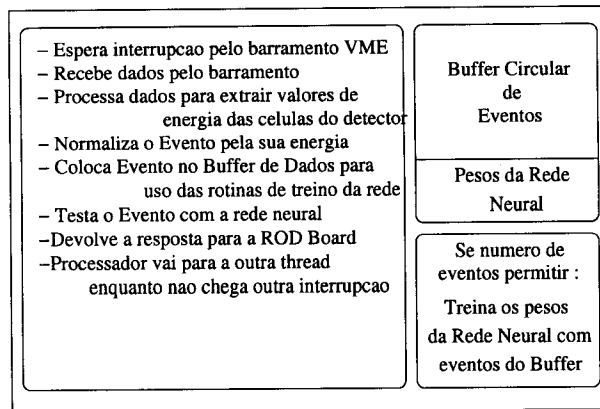 – Espera interrupcao pelo barramento VME
– Recebe dados pelo barramento
– Processa dados para extrair valores de
energia das celulas do detector
– Normaliza o Evento pela sua energia
– Coloca Evento no Buffer de Dados para
uso das rotinas de treino da rede
– Testa o Evento com a rede neural
–Devolve a resposta para a ROD Board
–Processador vai para a outra thread
enquanto nao chega outra interrupcao
Buffer Circular
de
Eventos
Pesos da Rede
Neural
Se numero de
eventos permitir :
Treina os pesos
da Rede Neural com
eventos do Buffer